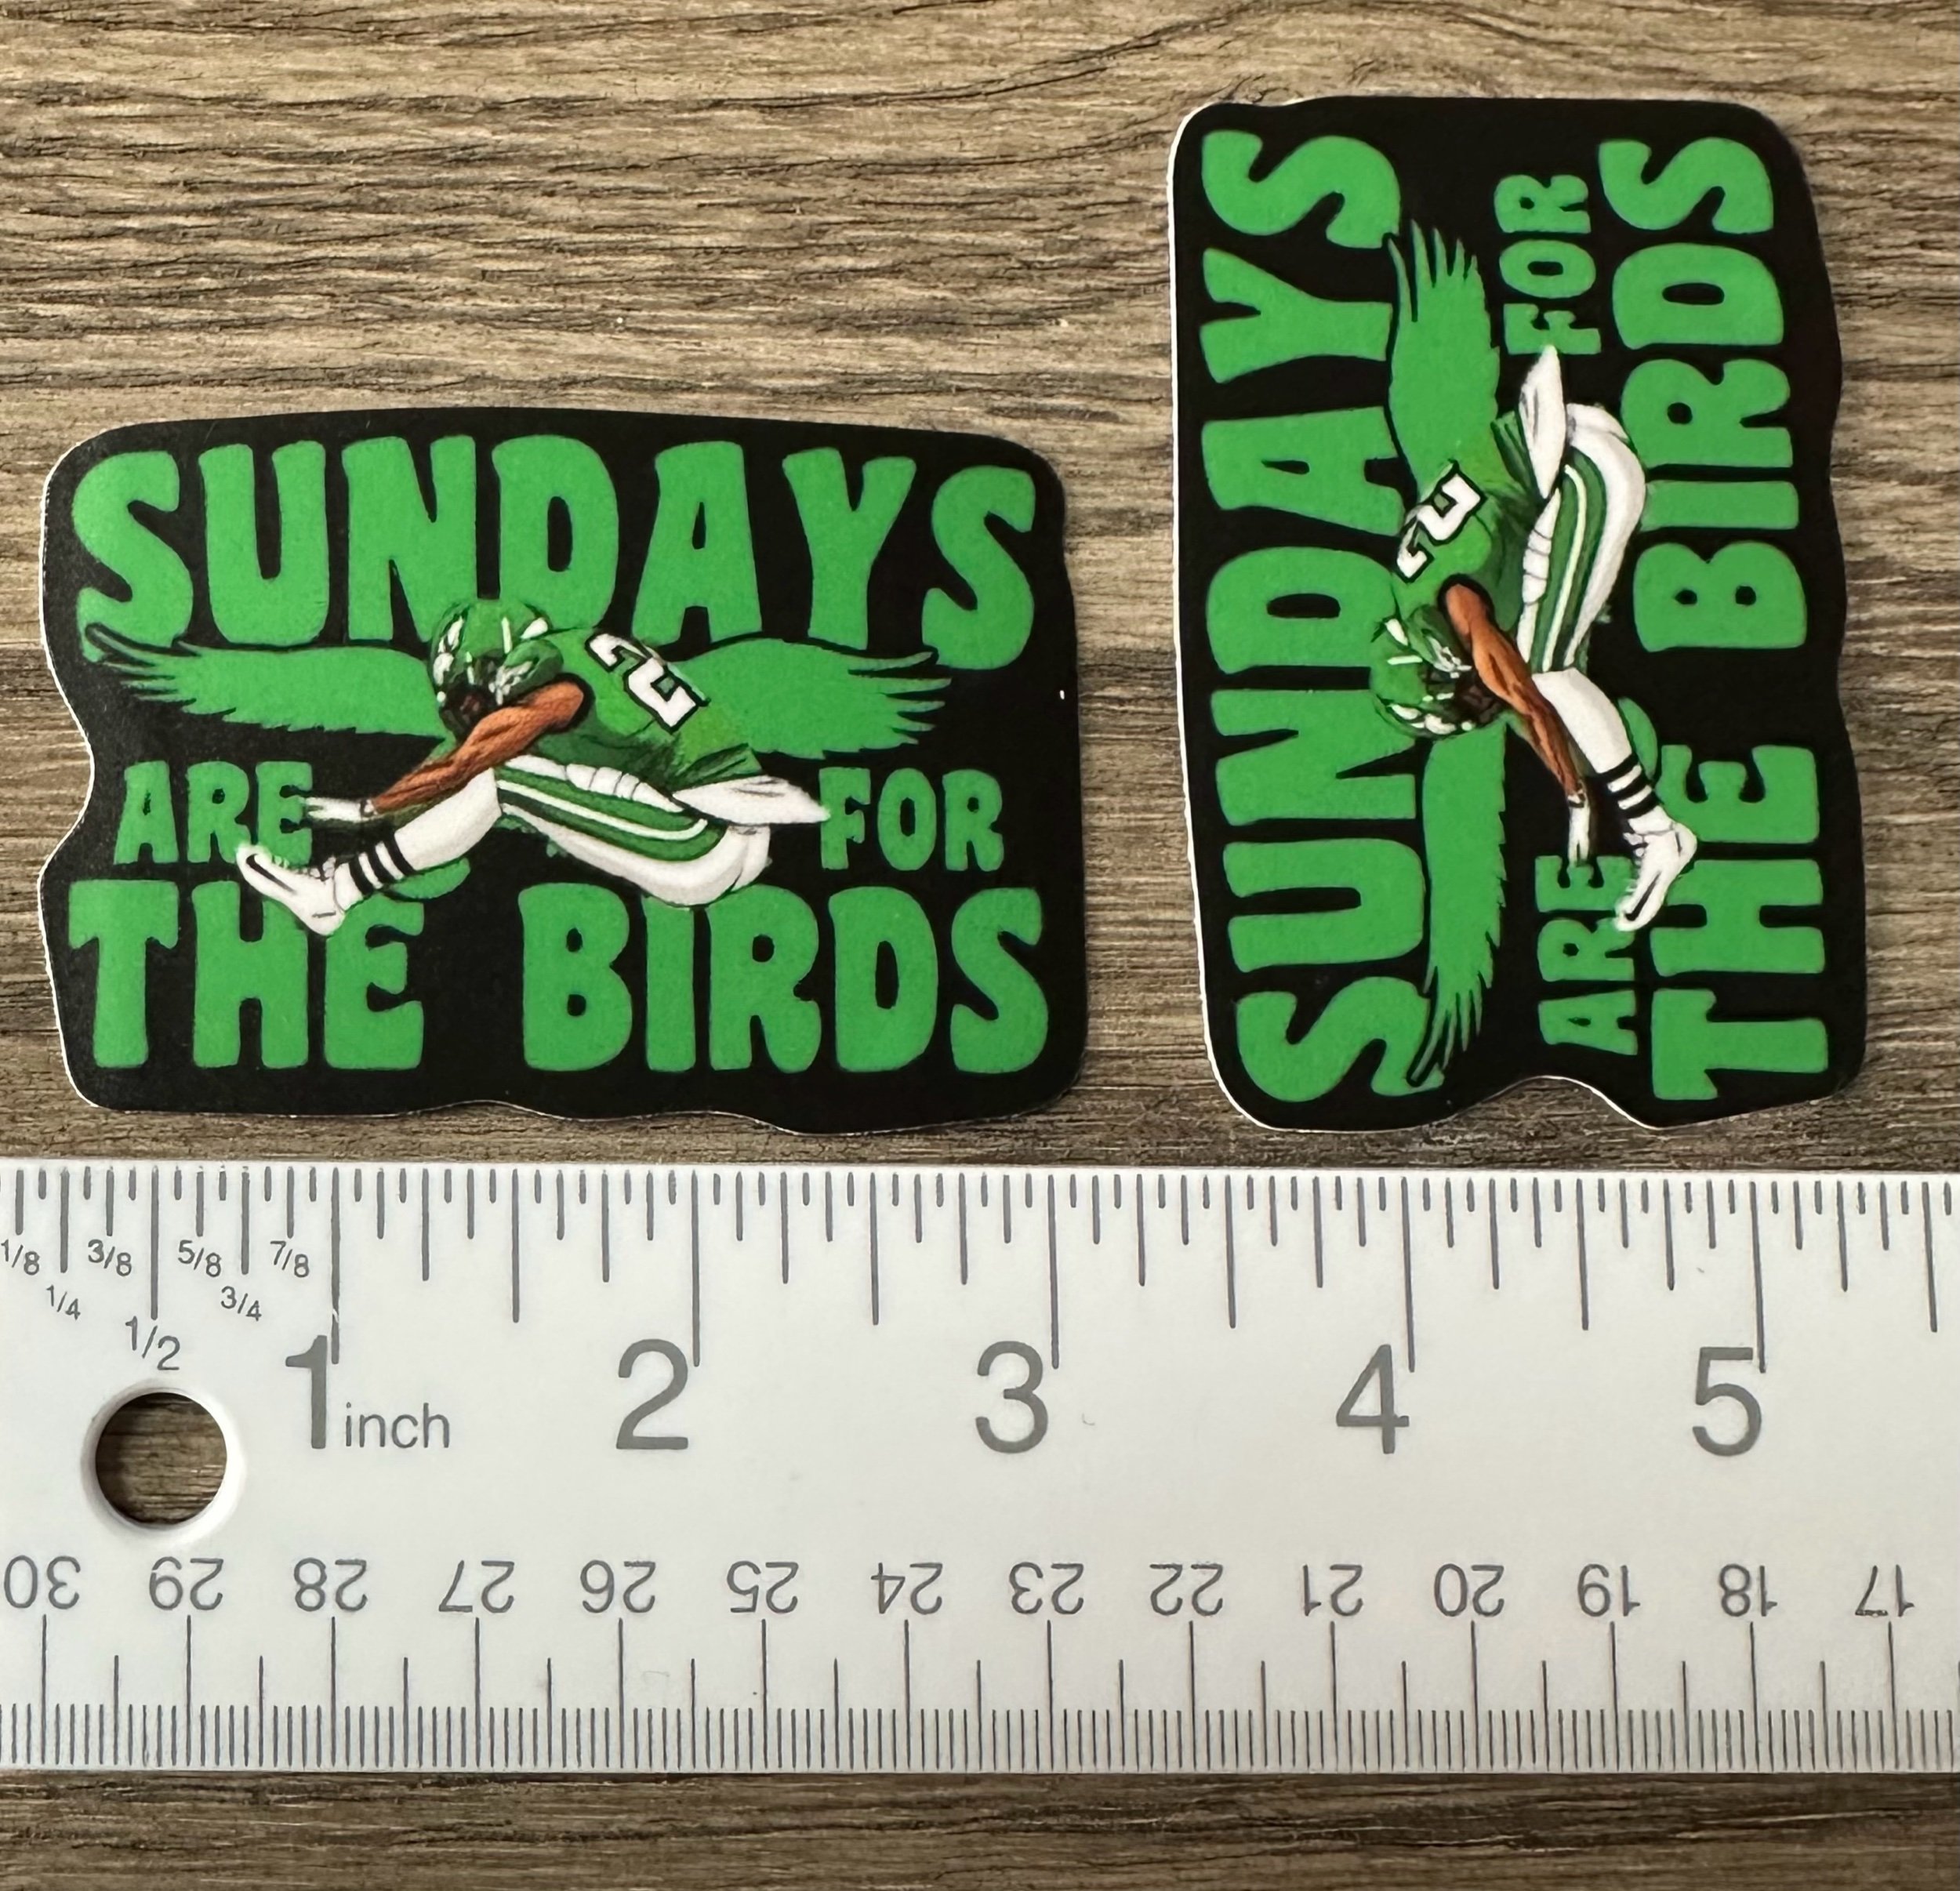 SUNDAYS
ARE FOR
THE BIRDS
2
SUNDAYS
ARE FOR
THE BIRDS
2
1/8 3/8 5/8 7/8
1/4 3/4
1/2
1 inch 2 3 4 5
30 29 28 27 26 25 24 23 22 21 20 19 18 17